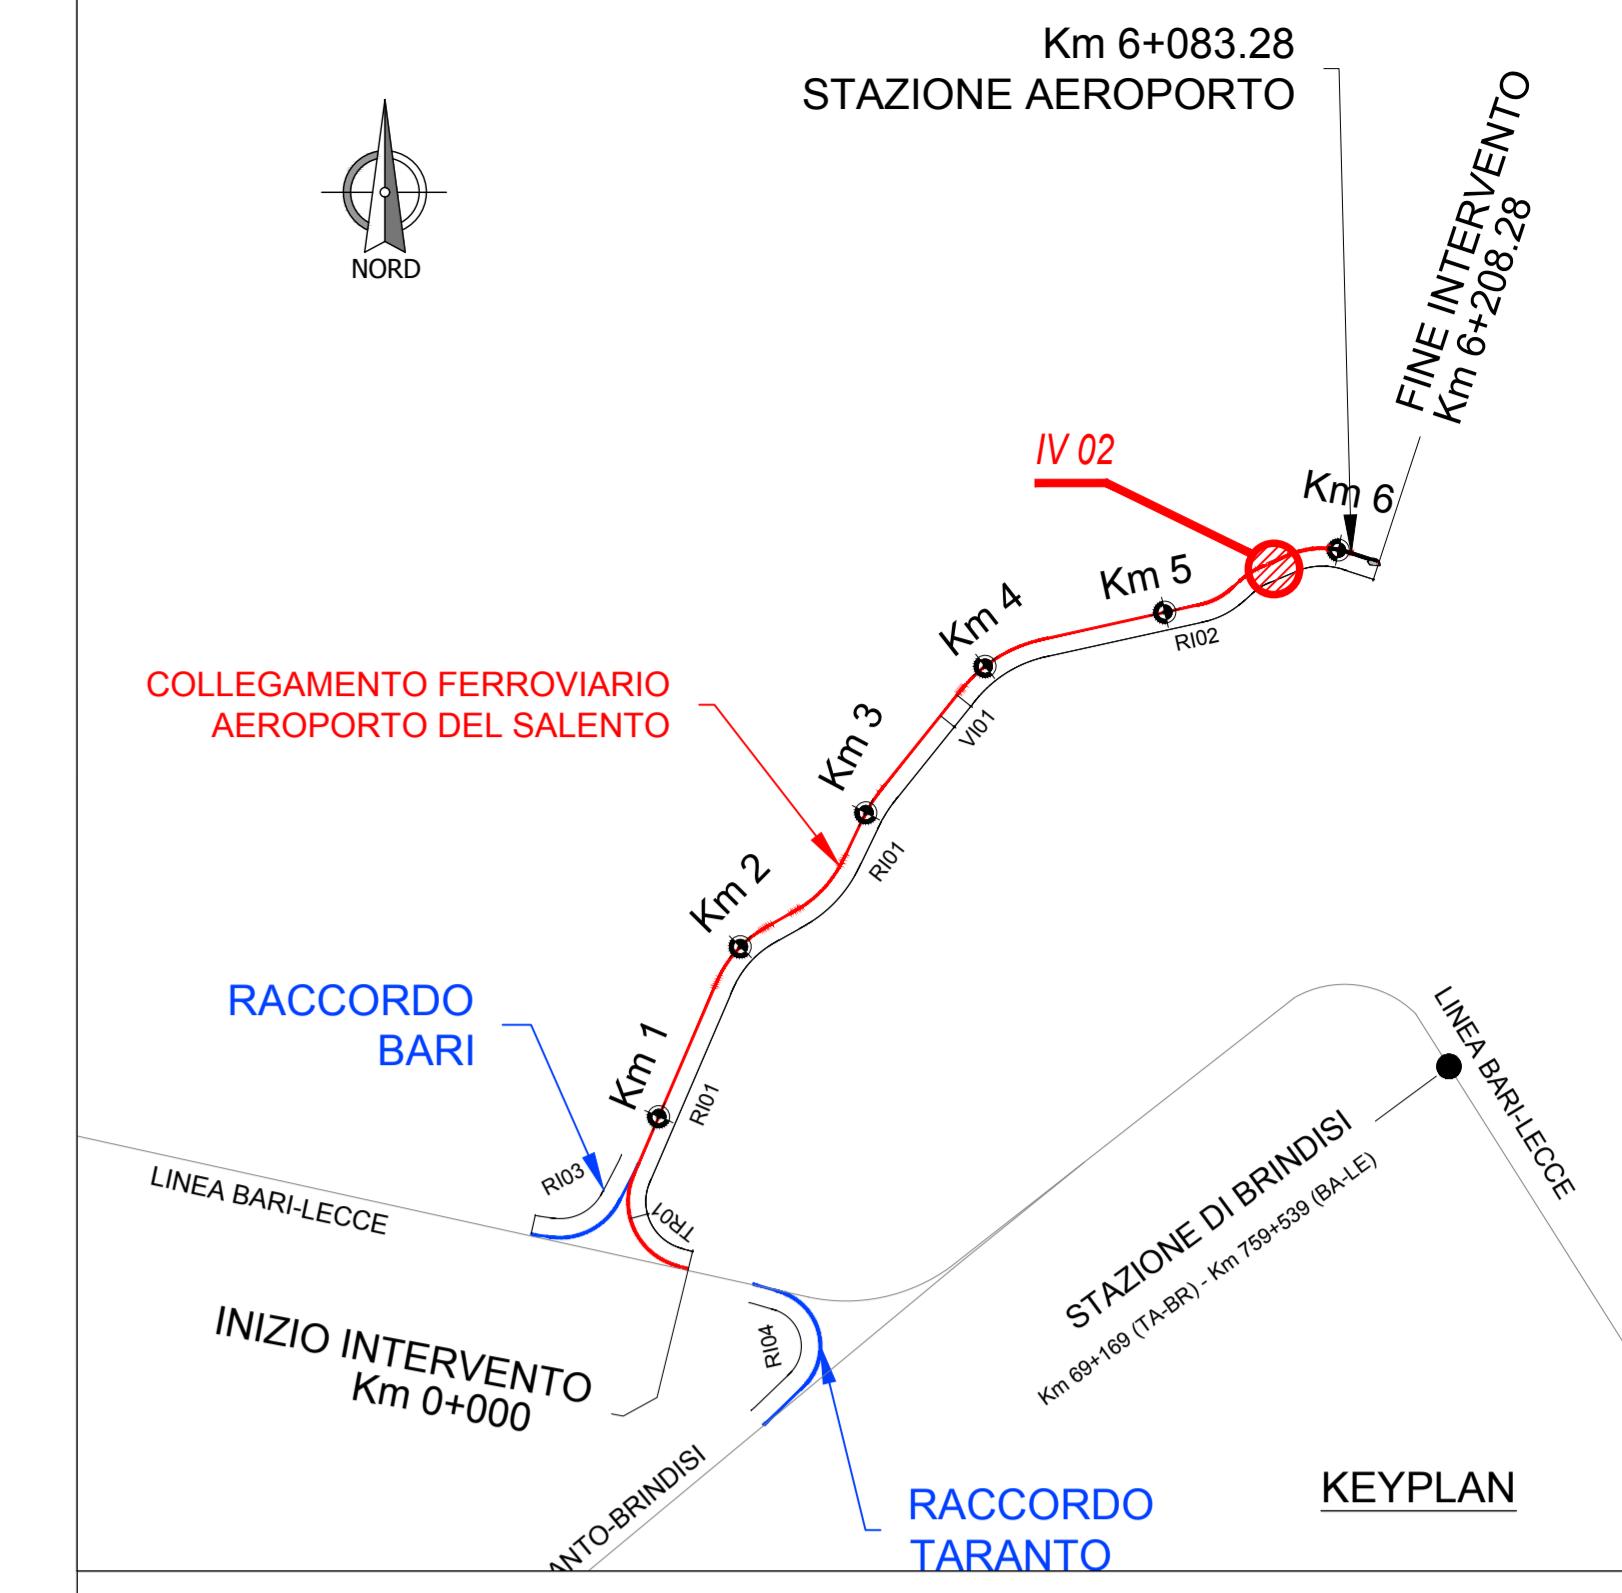 Km 6+083.28
STAZIONE AEROPORTO
FINE INTERVENTO
Km 6+208.28
NORD
IV 02
Km 6
Km 5
Km 4
RI02
COLLEGAMENTO FERROVIARIO
AEROPORTO DEL SALENTO
Km 3
VI01
RI01
Km 2
RACCORDO
BARI
Km 1
RI01
LINEA BARI-LECCE
LINEA BARI-LECCE
RI03
TR01
STAZIONE DI BRINDISI
Km 69+169 (TA-BR) - Km 759+539 (BA-LE)
INIZIO INTERVENTO
Km 0+000
RI04
ANTO-BRINDISI
RACCORDO
TARANTO
KEYPLAN